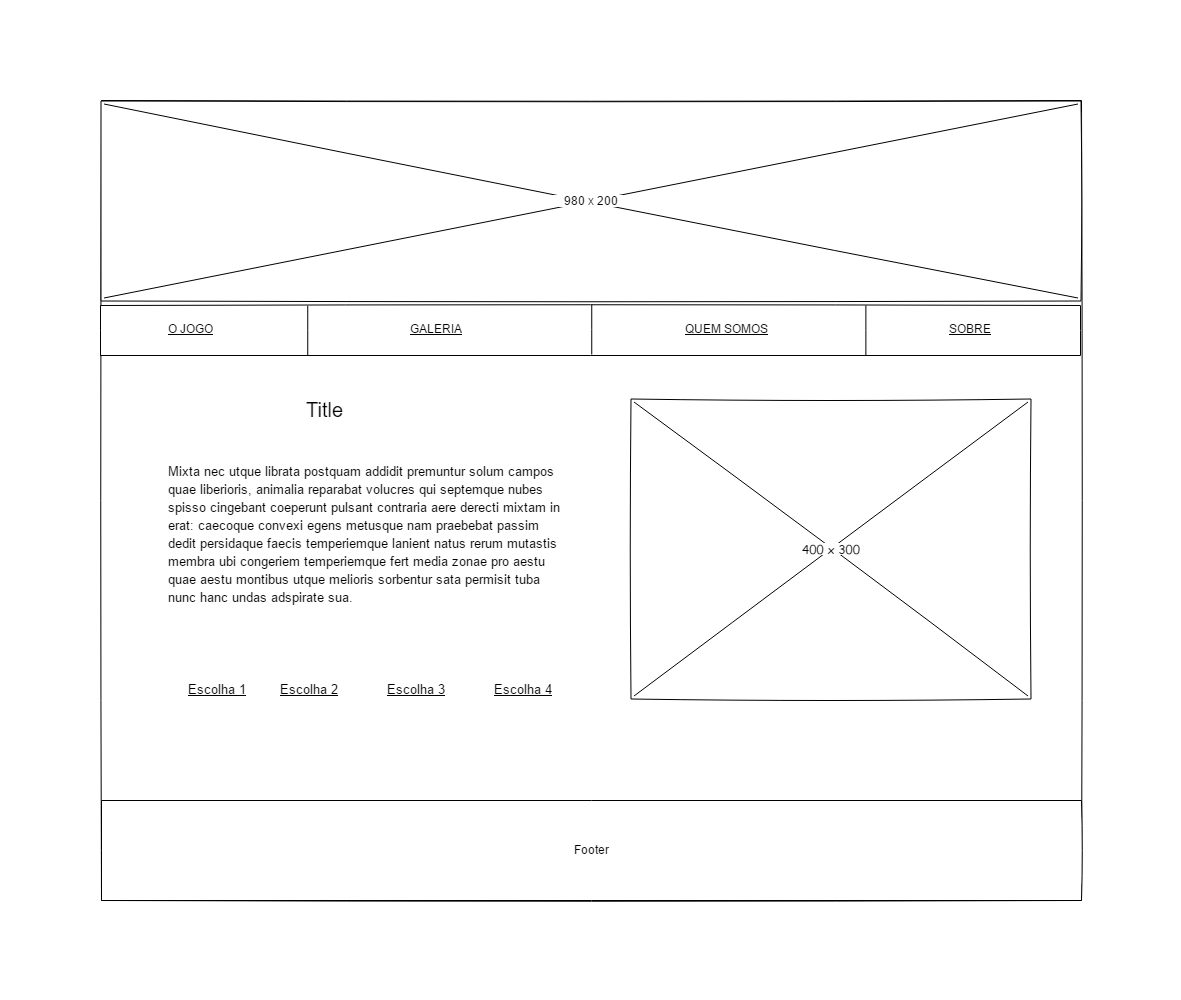 980 x 200
O JOGO GALERIA QUEM SOMOS SOBRE
Title
Mixta nec utque librata postquam addidit premuntur solum campos
quae liberioris, animalia reparabat volucres qui septemque nubes
spisso cingebant coeperunt pulsant contraria aere derecti mixtam in
erat: caecoque convexi egens metusque nam praebebat passim
dedit persidaque faecis temperiemque lanient natus rerum mutastis
membra ubi congeriem temperiemque fert media zonae pro aestu
quae aestu montibus utque melioris sorbentur sata permisit tuba
nunc hanc undas adspirate sua.
400 × 300
Escolha 1 Escolha 2 Escolha 3 Escolha 4
Footer